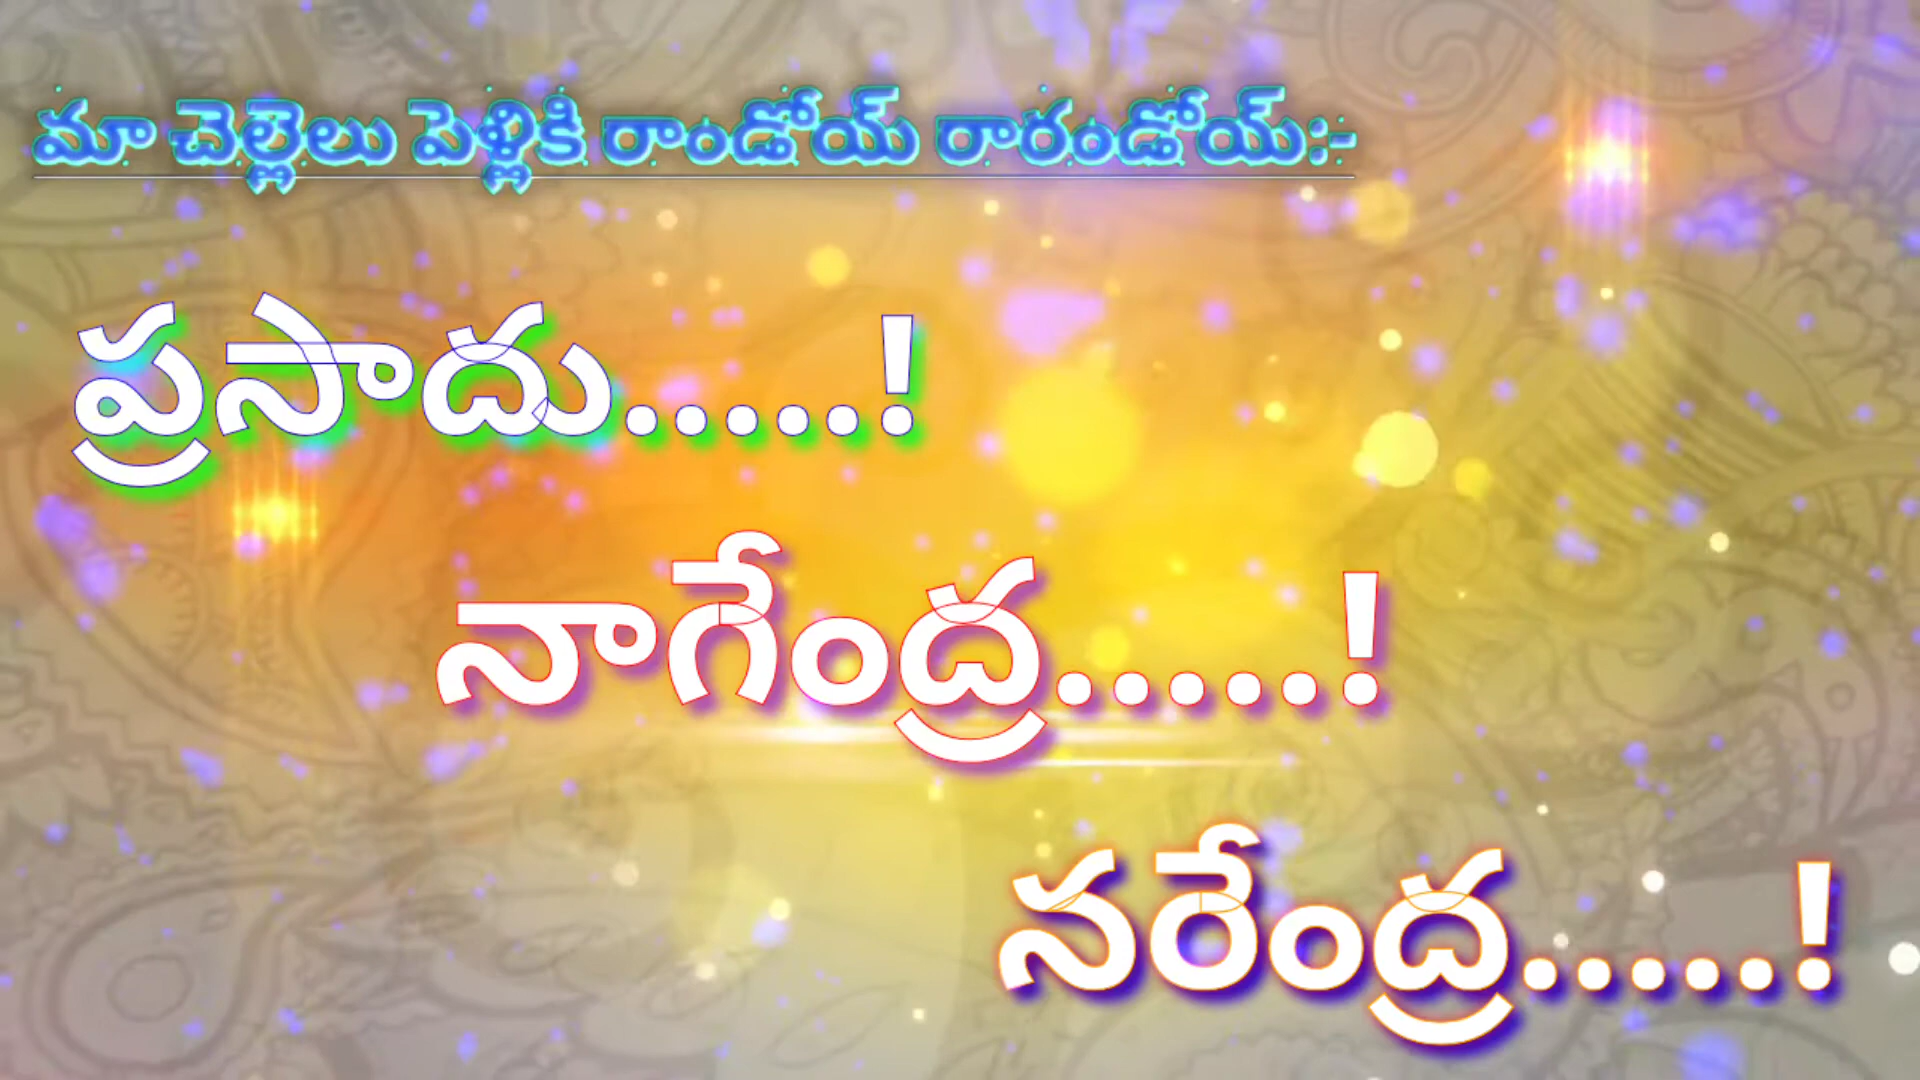 మా చెల్లెలు పెళ్లికి రాండోయ్ రారండోయ్:-
ప్రసాదు.....!
నాగేంద్ర.....!
నరేంద్ర.....!